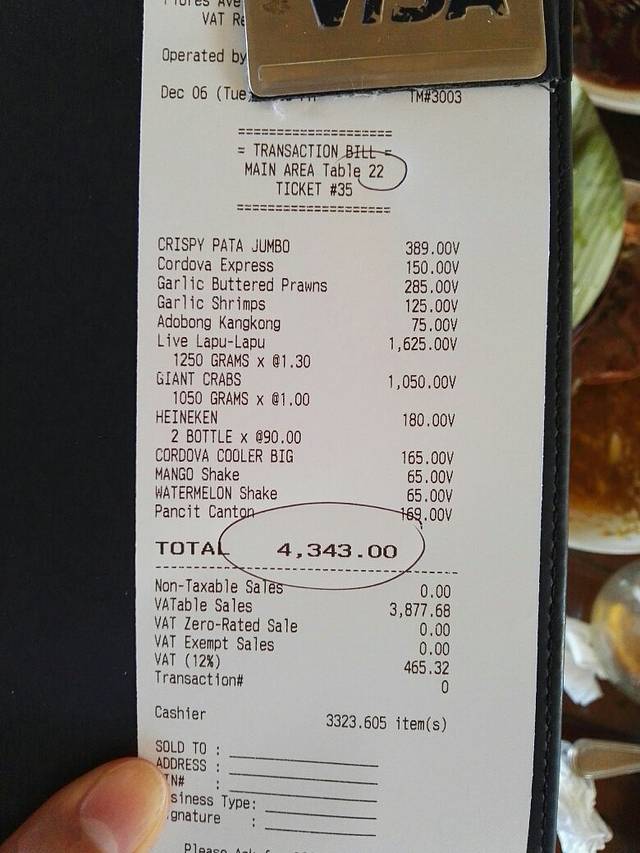 VISA
VAT
Operated by
Dec 06 (Tue
TM#3003
====================
= TRANSACTION BILL =
MAIN AREA Table 22
TICKET #35
====================
CRISPY PATA JUMBO 389.00V
Cordova Express 150.00V
Garlic Buttered Prawns 285.00V
Garlic Shrimps 125.00V
Adobong Kangkong 75.00V
Live Lapu-Lapu 1,625.00V
1250 GRAMS x @1.30
GIANT CRABS 1,050.00V
1050 GRAMS x @1.00
HEINEKEN 180.00V
2 BOTTLE x @90.00
CORDOVA COOLER BIG 165.00V
MANGO Shake 65.00V
WATERMELON Shake 65.00V
Pancit Canton 169.00V
TOTAL 4,343.00
Non-Taxable Sales 0.00
VATable Sales 3,877.68
VAT Zero-Rated Sale 0.00
VAT Exempt Sales 0.00
VAT (12%) 465.32
Transaction# 0
Cashier 3323.605 item(s)
SOLD TO :
ADDRESS :
IN# :
siness Type:
gnature :
Please Ask